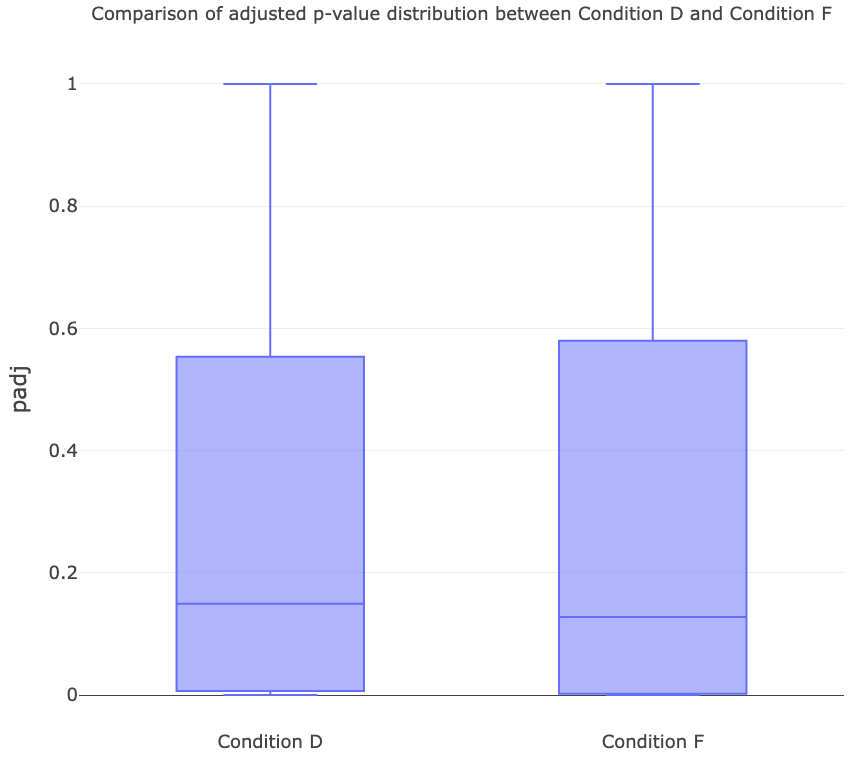 Comparison of adjusted p-value distribution between Condition D and Condition F
1
0.8
0.6
0.4
0.2
0
padj
Condition D
Condition F